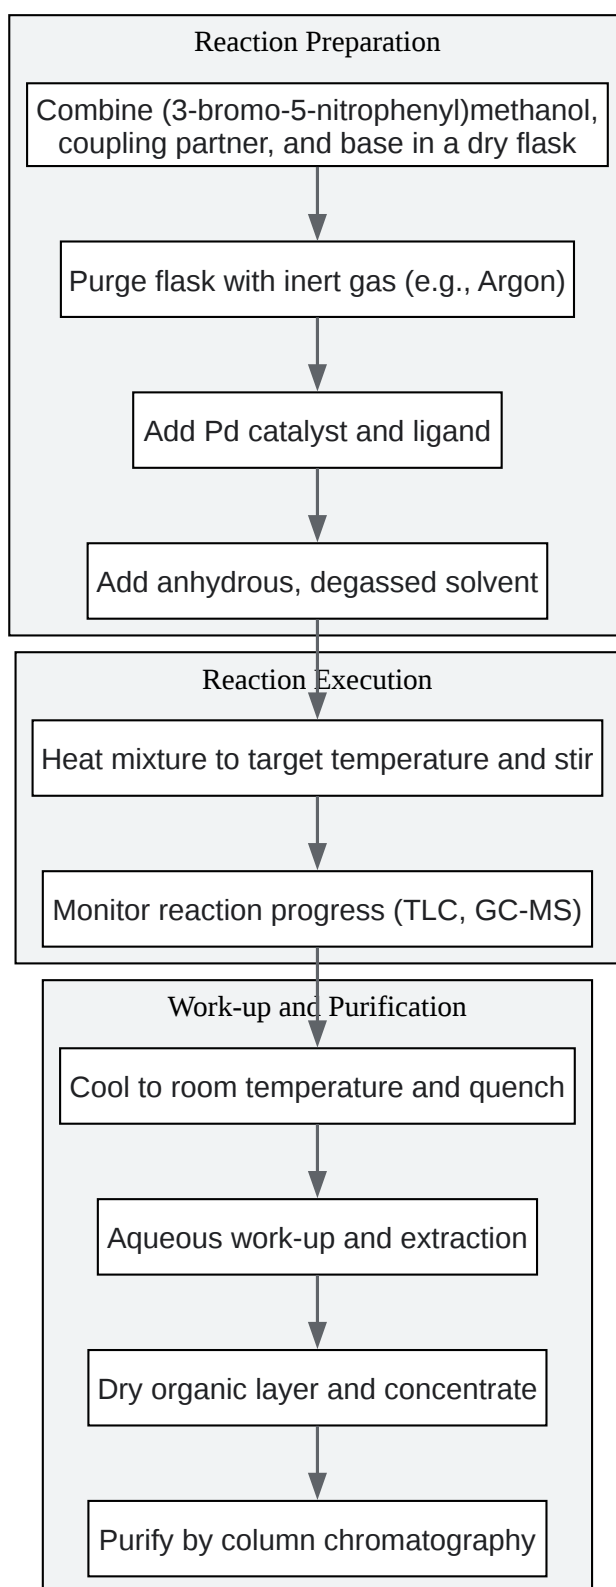 Reaction Preparation
Combine (3-bromo-5-nitrophenyl)methanol,
coupling partner, and base in a dry flask
Purge flask with inert gas (e.g., Argon)
Add Pd catalyst and ligand
Add anhydrous, degassed solvent
Reaction Execution
Heat mixture to target temperature and stir
Monitor reaction progress (TLC, GC-MS)
Work-up and Purification
Cool to room temperature and quench
Aqueous work-up and extraction
Dry organic layer and concentrate
Purify by column chromatography